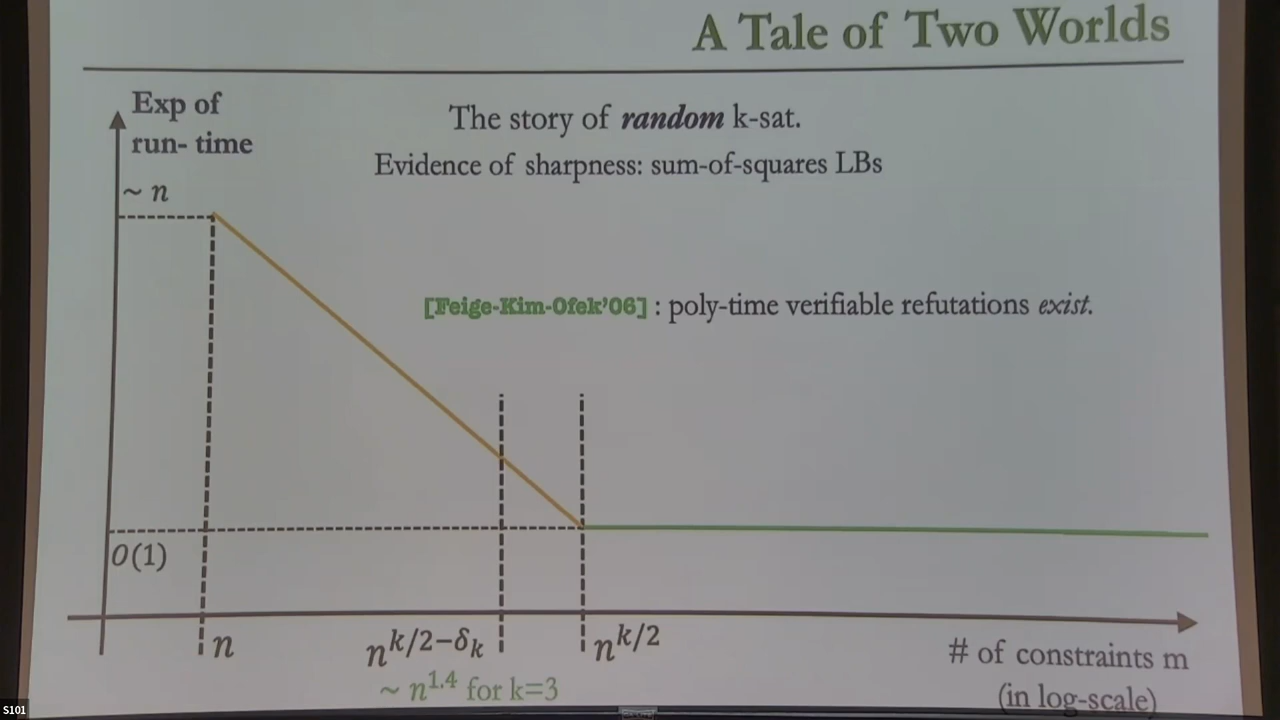 A Tale of Two Worlds
Exp of
run- time
~ n
The story of random k-sat.
Evidence of sharpness: sum-of-squares LBs
[Feige-Kim-Ofek'06] : poly-time verifiable refutations exist.
O(1)
n
n^{k/2-δ_k}
n^{k/2}
~ n^{1.4} for k=3
# of constraints m
(in log-scale)
S101